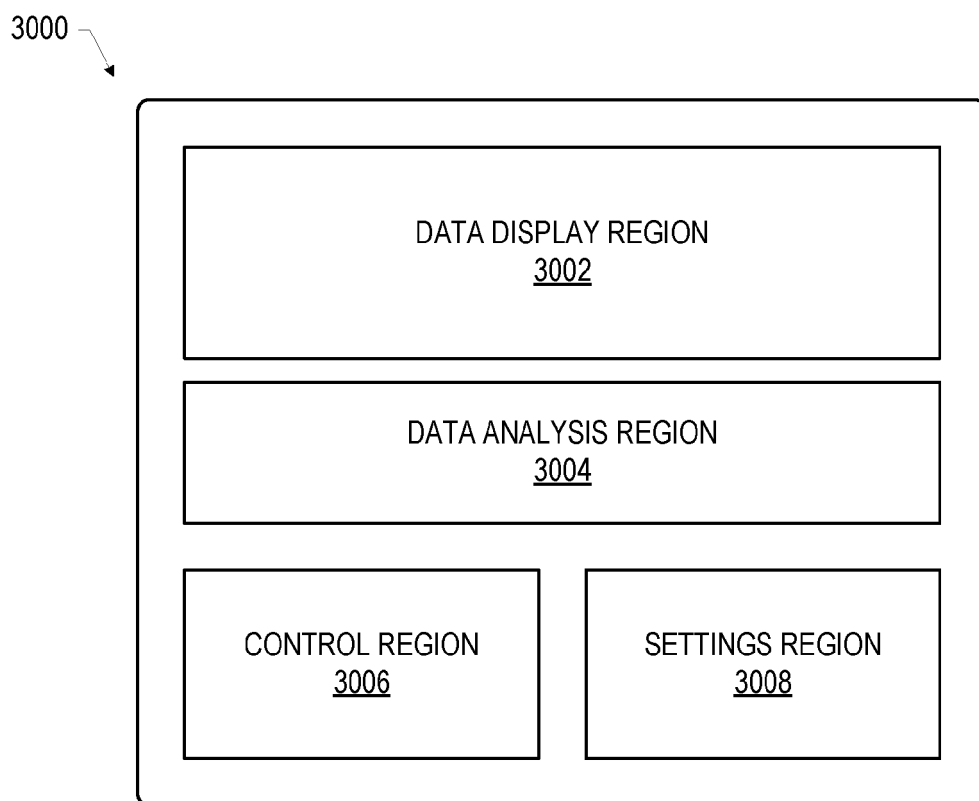 3000
DATA DISPLAY REGION
3002
DATA ANALYSIS REGION
3004
CONTROL REGION
3006
SETTINGS REGION
3008